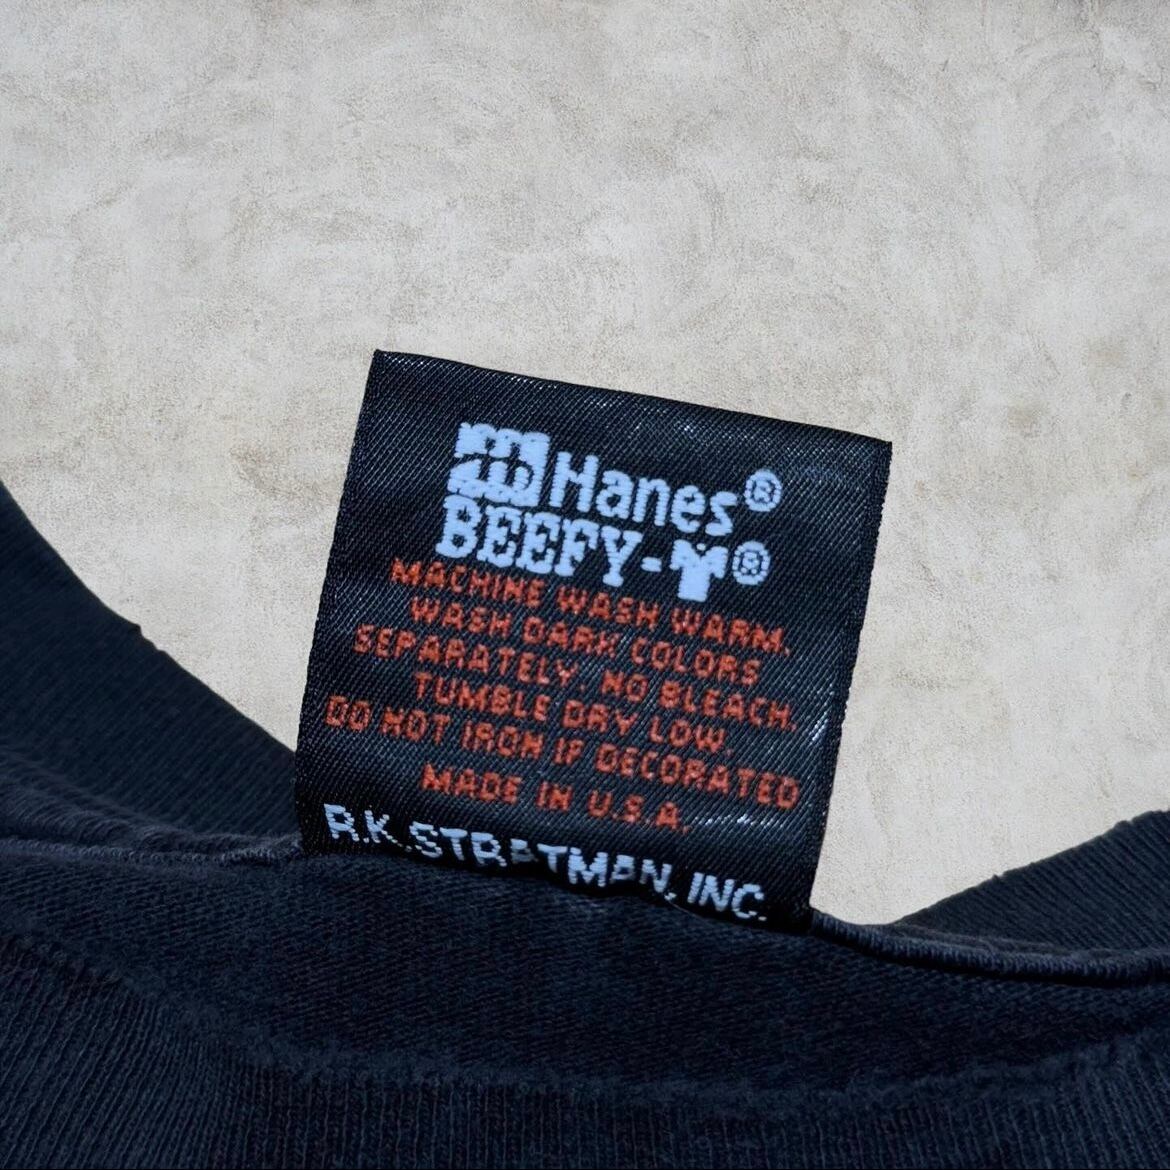 Hanes®
BEEFY-T®
MACHINE WASH WARM.
WASH DARK COLORS
SEPARATELY. NO BLEACH.
TUMBLE DRY LOW.
DO NOT IRON IF DECORATED
MADE IN U.S.A.
R.K. STRATMAN, INC.